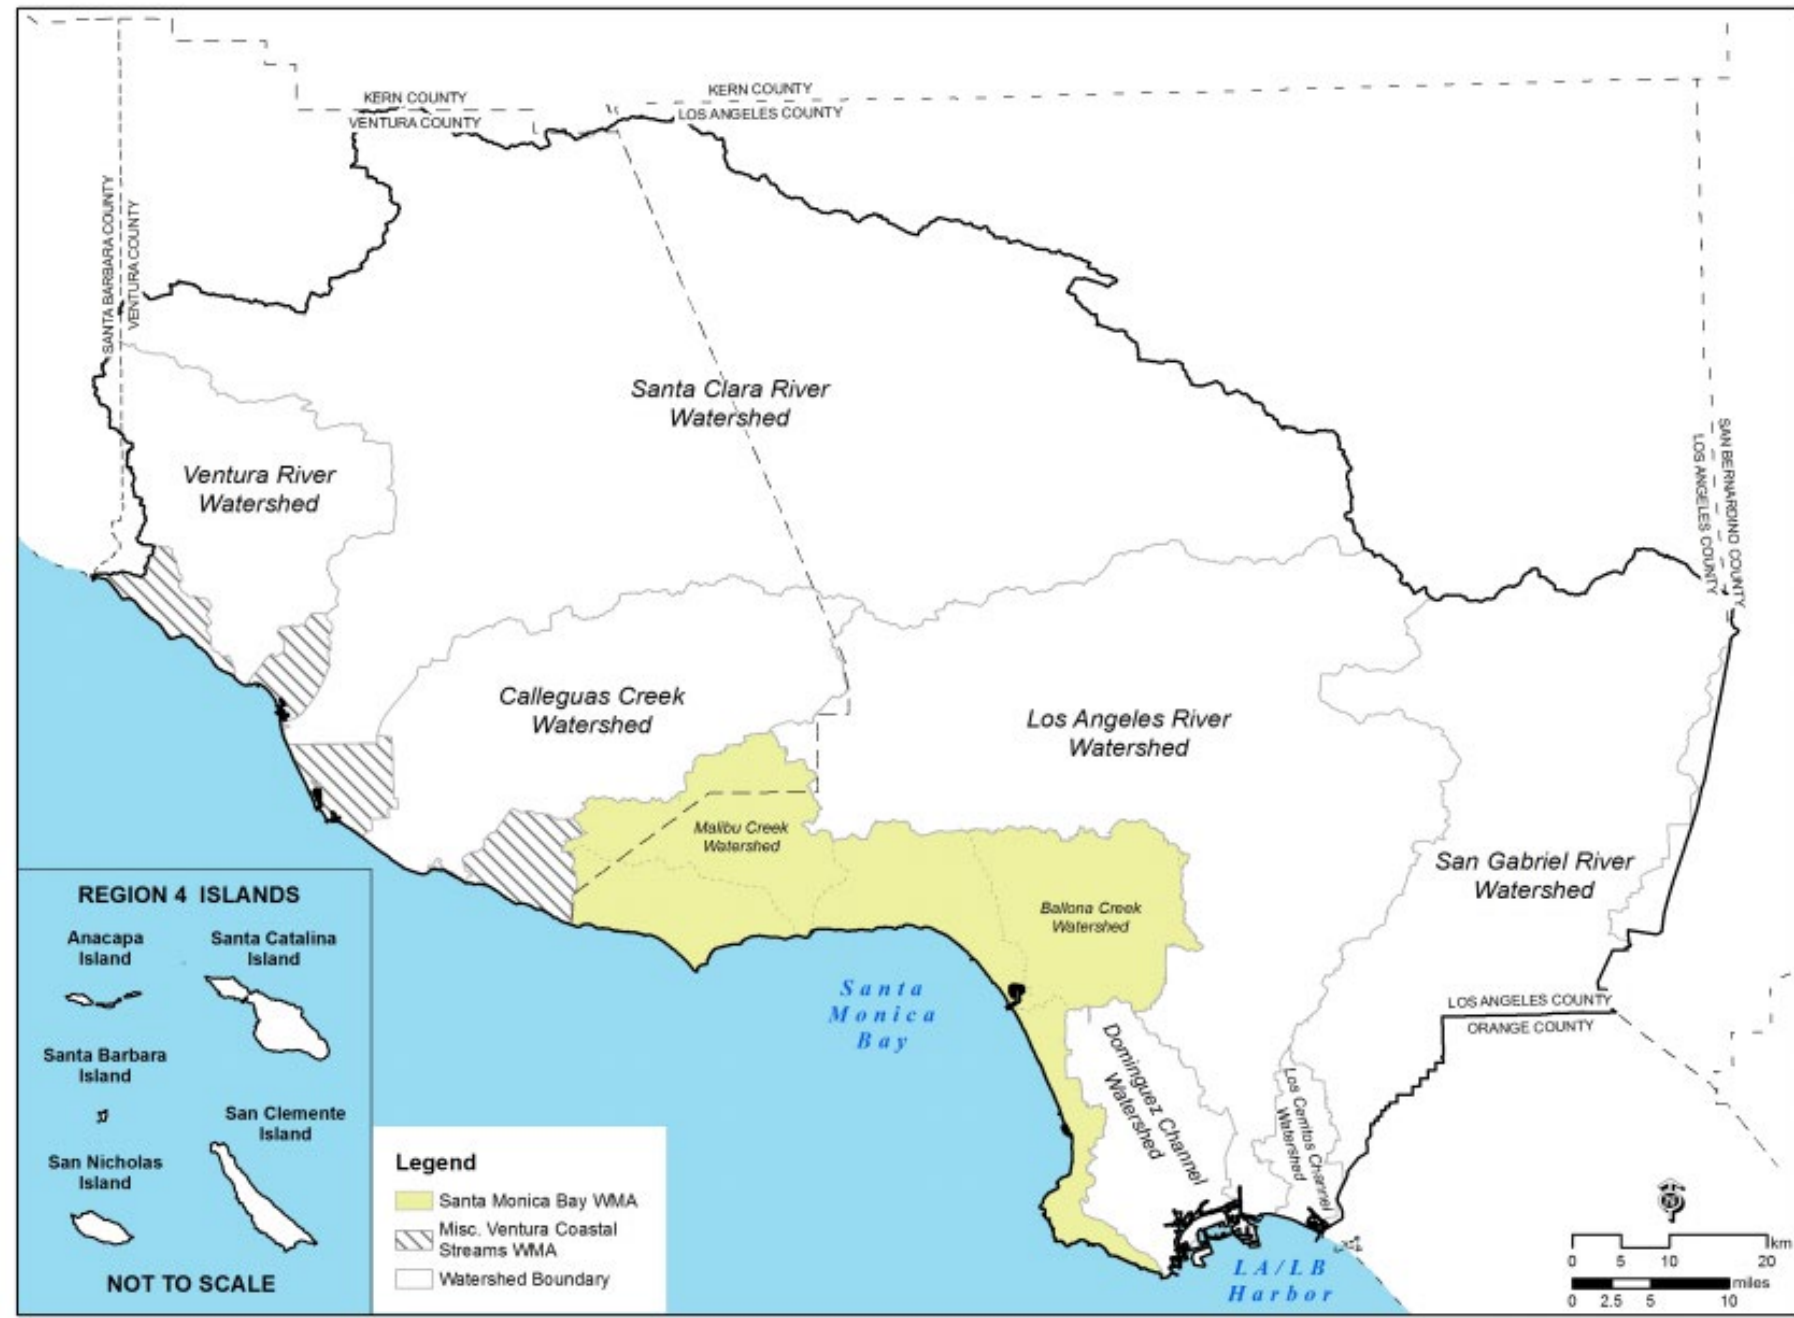 KERN COUNTY
VENTURA COUNTY
KERN COUNTY
LOS ANGELES COUNTY
SANTA BARBARA COUNTY
VENTURA COUNTY
Santa Clara River
Watershed
Ventura River
Watershed
SAN BERNARDINO COUNTY
LOS ANGELES COUNTY
Calleguas Creek
Watershed
Los Angeles River
Watershed
Malibu Creek
Watershed
San Gabriel River
Watershed
Ballona Creek
Watershed
Santa
Monica
Bay
LOS ANGELES COUNTY
ORANGE COUNTY
Dominguez Channel
Watershed
Los Cerritos Channel
Watershed
LA/LB
Harbor
REGION 4 ISLANDS
Anacapa
Island
Santa Catalina
Island
Santa Barbara
Island
San Clemente
Island
San Nicholas
Island
NOT TO SCALE
Legend
Santa Monica Bay WMA
Misc. Ventura Coastal
Streams WMA
Watershed Boundary
N
km
0 5 10 20
miles
0 2.5 5 10